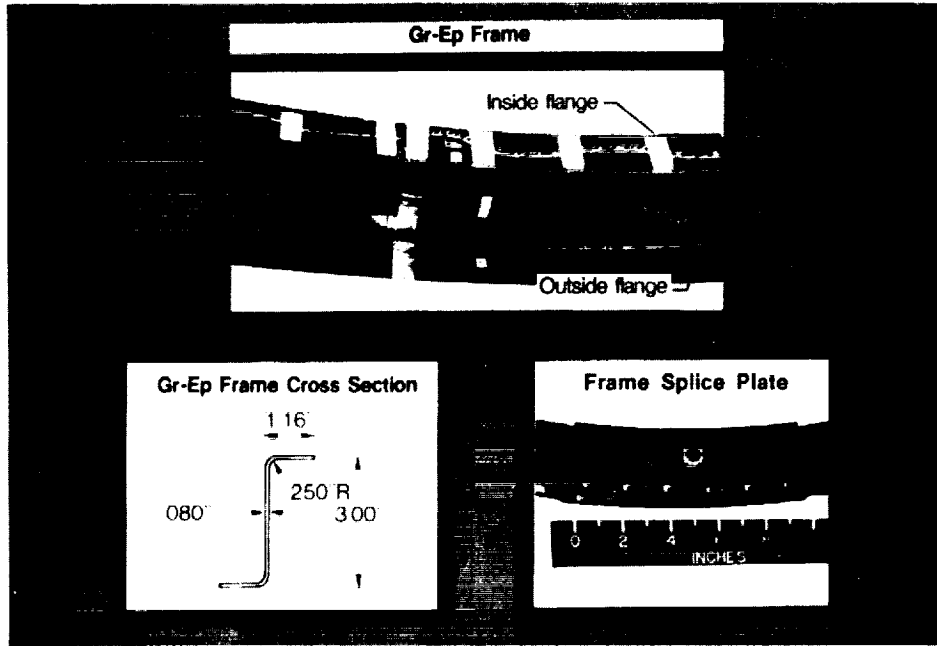 Gr-Ep Frame
Inside flange
Outside flange
Gr-Ep Frame Cross Section
1 16"
250"R
080"
3 00"
Frame Splice Plate
0 2 4
INCHES